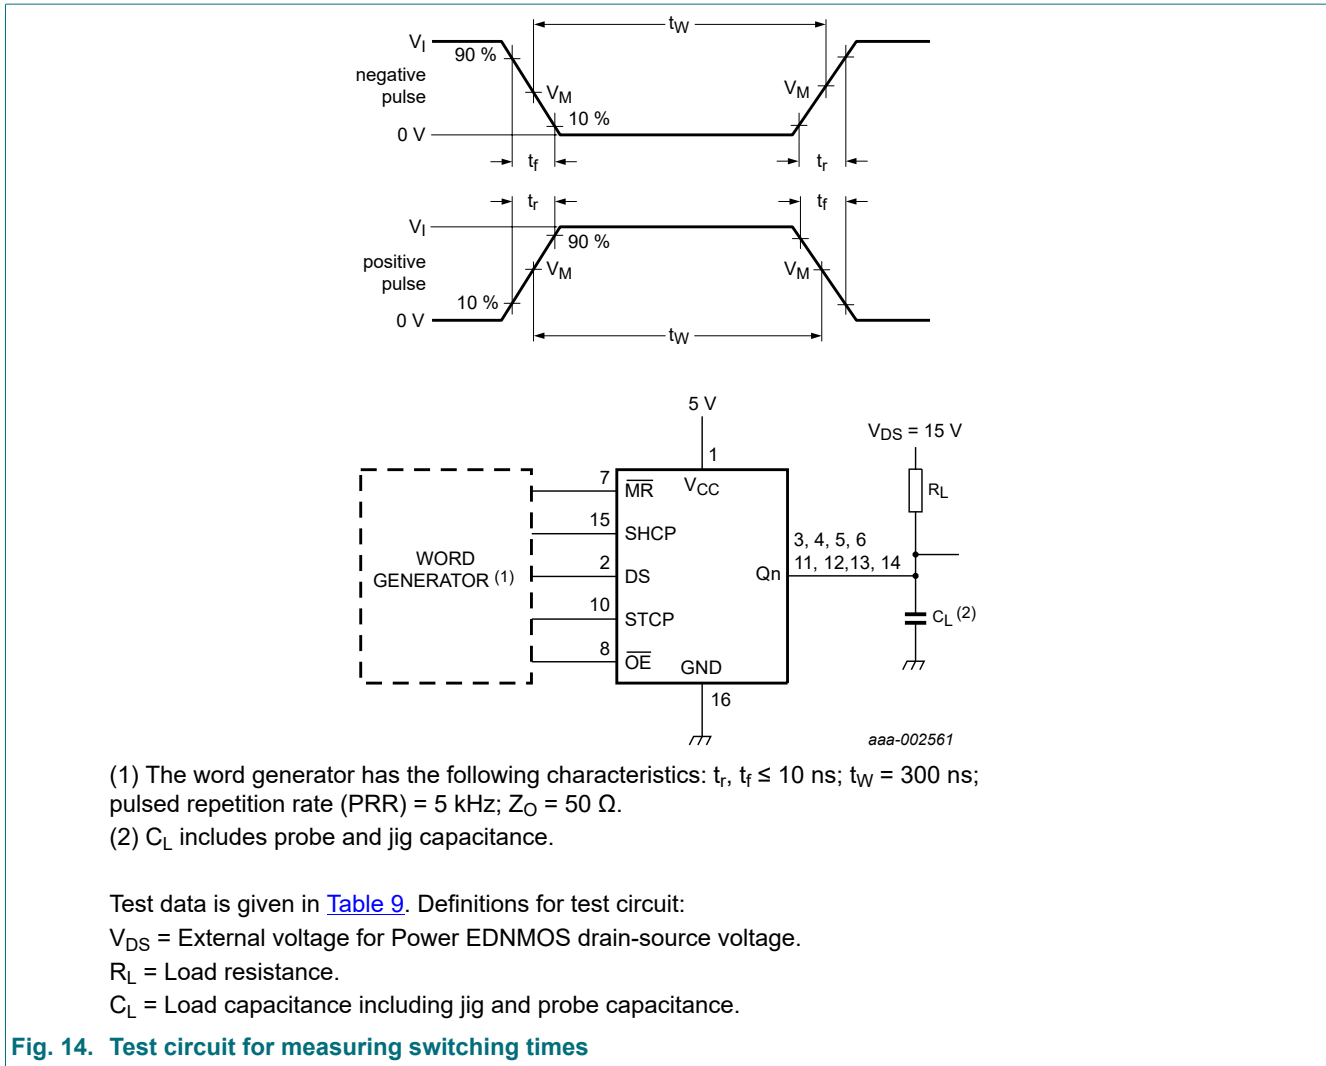 tW
VI
90 %
negative
pulse
VM
VM
10 %
0 V
tf
tr
tr
tf
VI
90 %
positive
pulse
VM
VM
10 %
0 V
tW
5 V
VDS = 15 V
1
7
MR
VCC
RL
15
SHCP
3, 4, 5, 6
WORD
GENERATOR (1)
2
DS
Qn
11, 12,13, 14
10
STCP
CL (2)
8
OE
GND
16
aaa-002561
(1) The word generator has the following characteristics: tr, tf ≤ 10 ns; tW = 300 ns;
pulsed repetition rate (PRR) = 5 kHz; ZO = 50 Ω.
(2) CL includes probe and jig capacitance.
Test data is given in Table 9. Definitions for test circuit:
VDS = External voltage for Power EDNMOS drain-source voltage.
RL = Load resistance.
CL = Load capacitance including jig and probe capacitance.
Fig. 14. Test circuit for measuring switching times